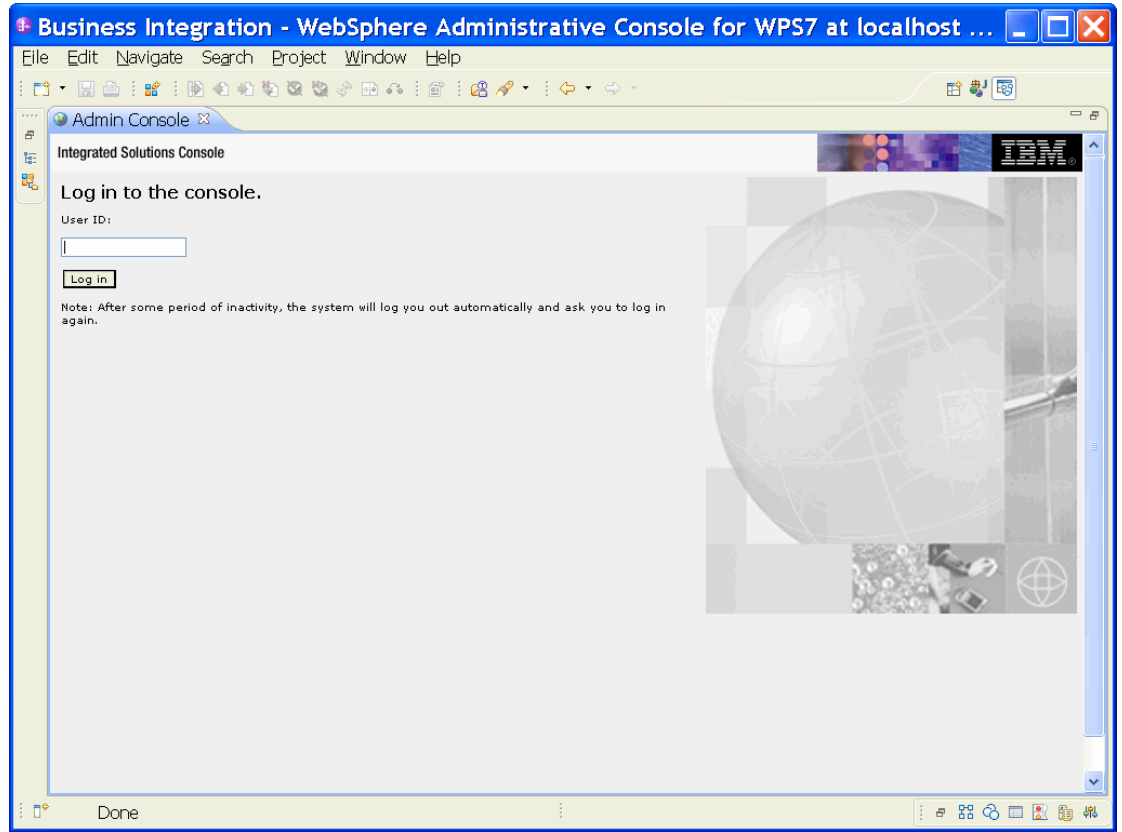 Business Integration - WebSphere Administrative Console for WPS7 at localhost ...
File Edit Navigate Search Project Window Help
Admin Console
Integrated Solutions Console
IBM®
Log in to the console.
User ID:
Log in
Note: After some period of inactivity, the system will log you out automatically and ask you to log in
again.
Done